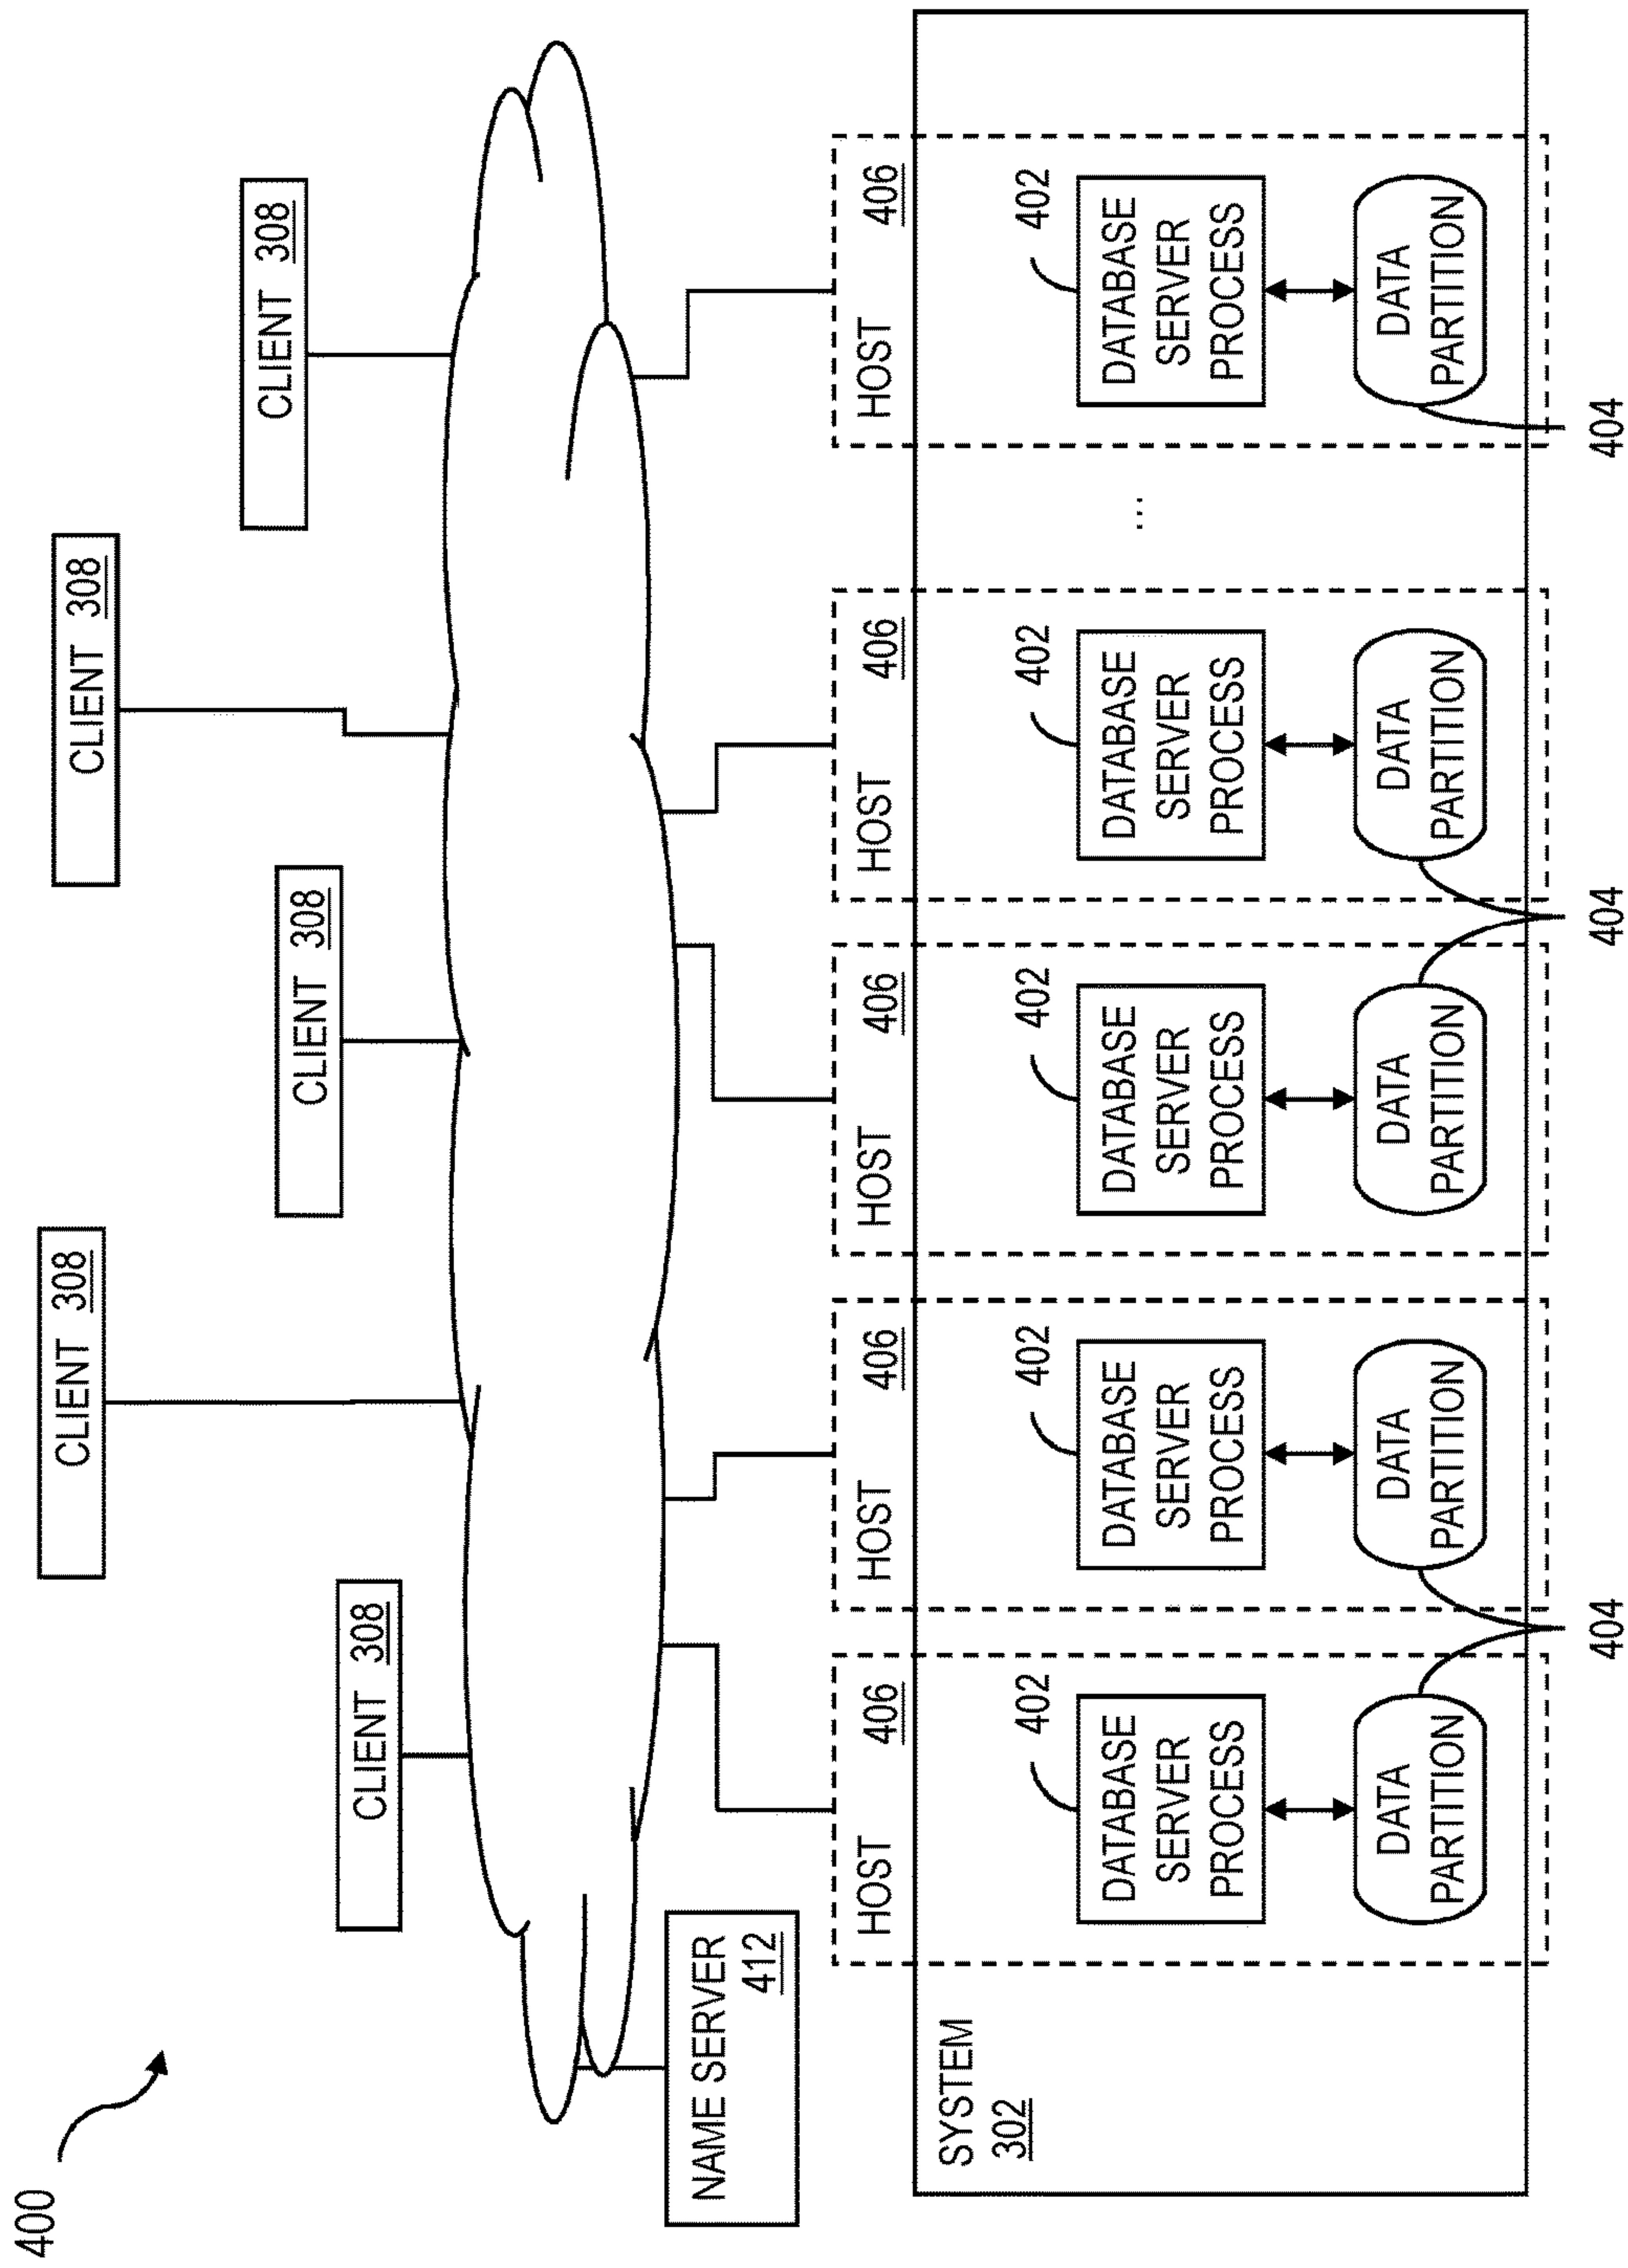 400
CLIENT 308
CLIENT 308
CLIENT 308
CLIENT 308
CLIENT 308
NAME SERVER
412
SYSTEM
302
HOST 406
402
DATABASE
SERVER
PROCESS
DATA
PARTITION
HOST 406
402
DATABASE
SERVER
PROCESS
DATA
PARTITION
404
HOST 406
402
DATABASE
SERVER
PROCESS
DATA
PARTITION
HOST 406
402
DATABASE
SERVER
PROCESS
DATA
PARTITION
404
...
HOST 406
402
DATABASE
SERVER
PROCESS
DATA
PARTITION
404